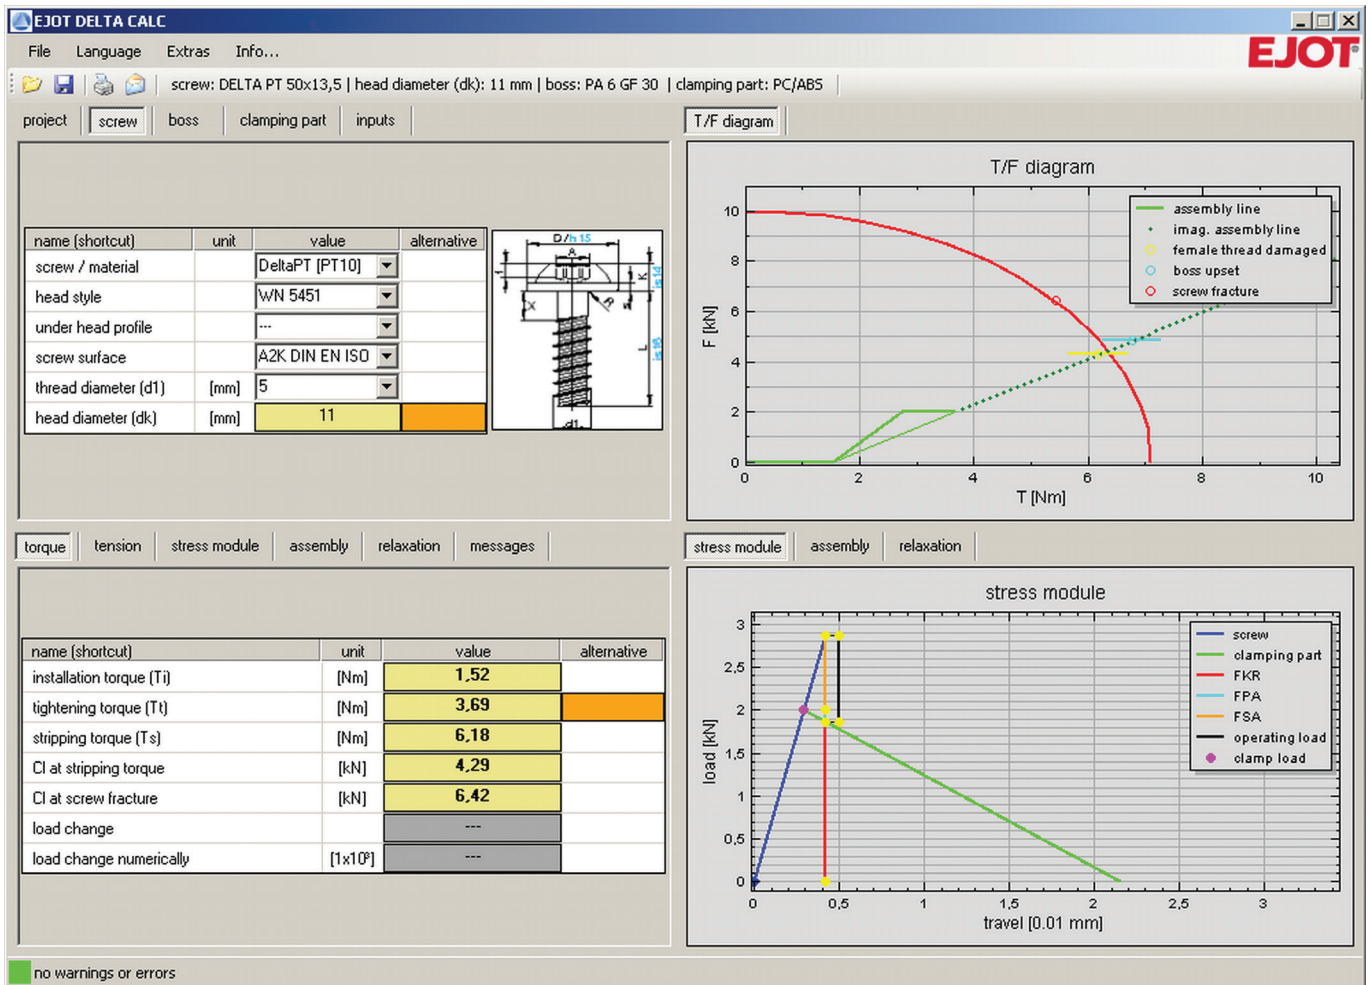 EJOT DELTA CALC
File Language Extras Info...
EJOT
screw: DELTA PT 50x13,5 | head diameter (dk): 11 mm | boss: PA 6 GF 30 | clamping part: PC/ABS
project screw boss clamping part inputs
name (shortcut) unit value alternative
screw / material DeltaPT [PT10]
head style WN 5451
under head profile ---
screw surface A2K DIN EN ISO
thread diameter (d1) [mm] 5
head diameter (dk) [mm] 11
D/h 15
A
K
is 14
X
R
L
is 16
d1
T/F diagram
T/F diagram
assembly line
imag. assembly line
female thread damaged
boss upset
screw fracture
F [kN]
10
8
6
4
2
0
0 2 4 6 8 10
T [Nm]
torque tension stress module assembly relaxation messages
name (shortcut) unit value alternative
installation torque (Ti) [Nm] 1,52
tightening torque (Tt) [Nm] 3,69
stripping torque (Ts) [Nm] 6,18
Cl at stripping torque [kN] 4,29
Cl at screw fracture [kN] 6,42
load change ---
load change numerically [1x10³] ---
stress module assembly relaxation
stress module
screw
clamping part
FKR
FPA
FSA
operating load
clamp load
load [kN]
3
2,5
2
1,5
1
0,5
0
0 0,5 1 1,5 2 2,5 3
travel [0.01 mm]
no warnings or errors